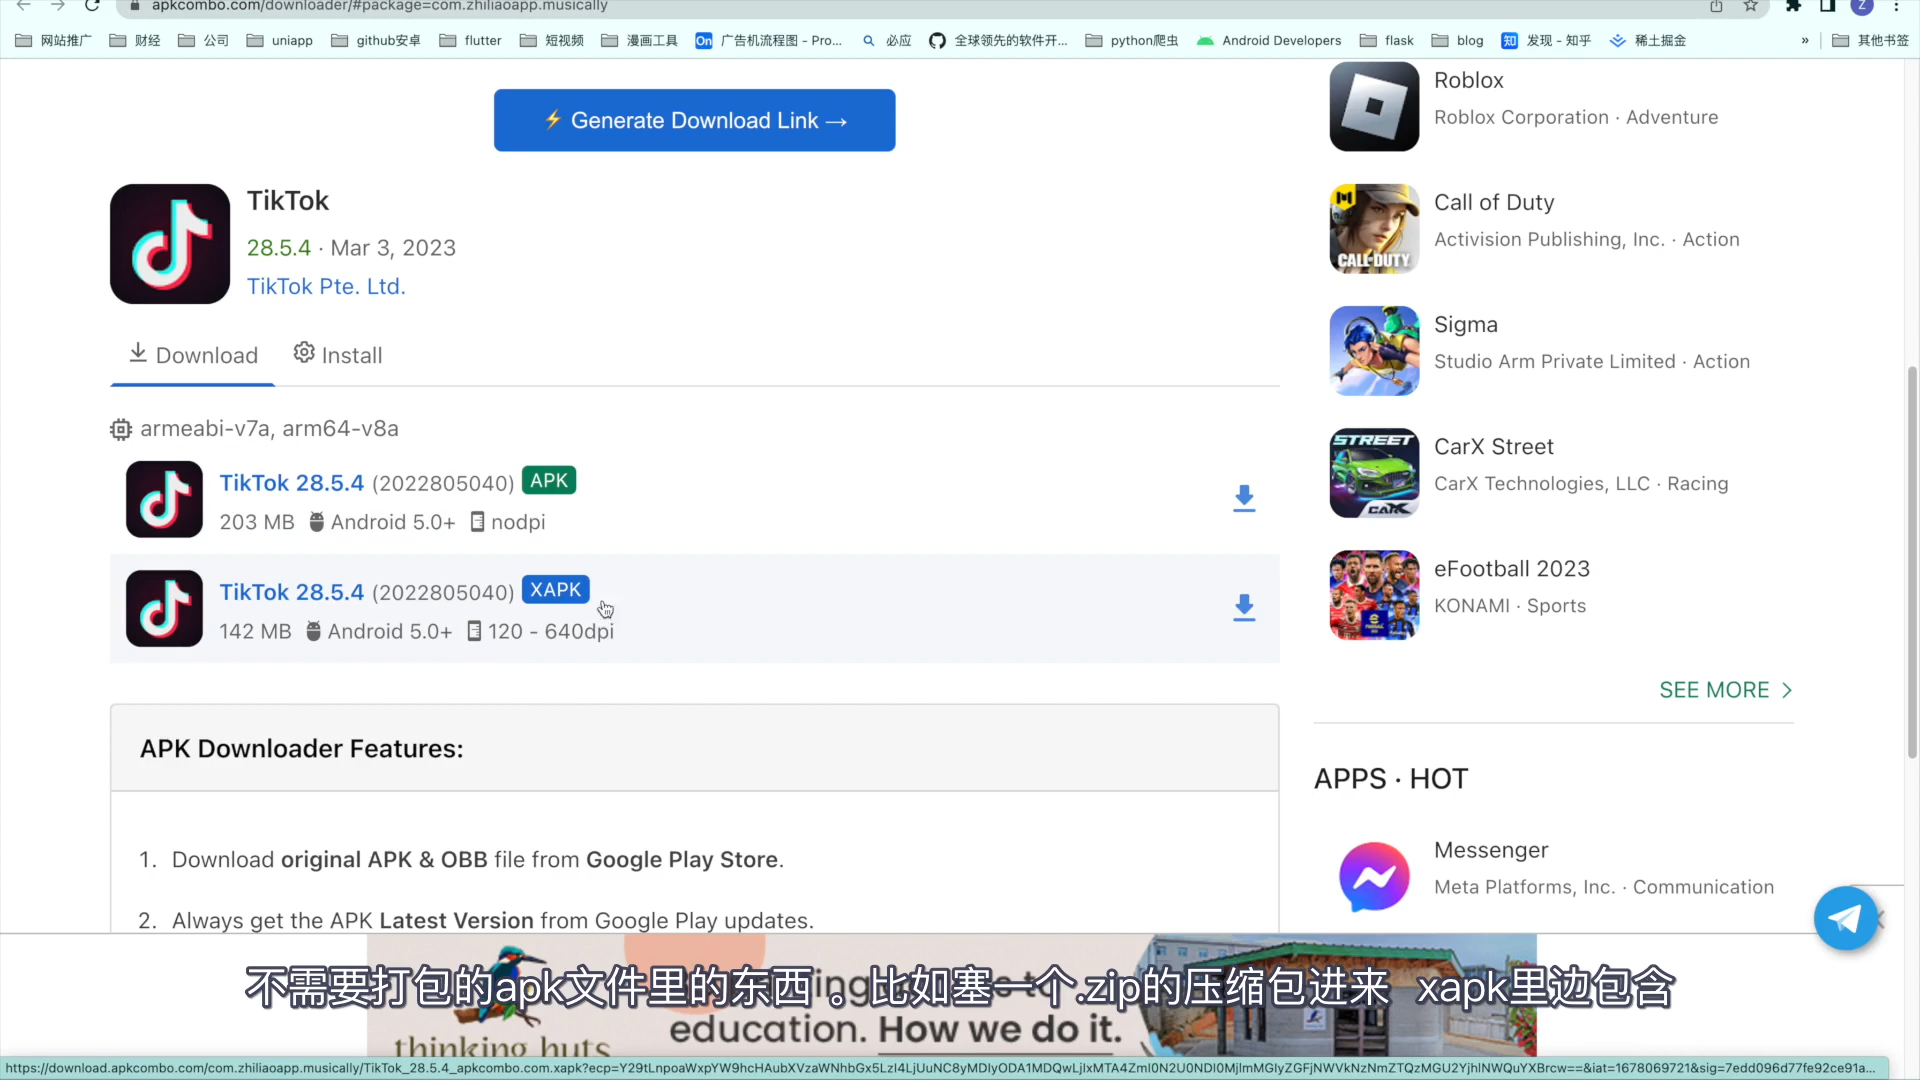 apkcombo.com/downloader/#package=com.zhiliaoapp.musically
Z
网站推广 财经 公司 uniapp github安卓 flutter 短视频 漫画工具 On 广告机流程图 - Pro... 必应 全球领先的软件开... python爬虫 Android Developers flask blog 知 发现 - 知乎 稀土掘金 » 其他书签
⚡ Generate Download Link →
TikTok
28.5.4 · Mar 3, 2023
TikTok Pte. Ltd.
Download Install
armeabi-v7a, arm64-v8a
TikTok 28.5.4 (2022805040) APK
203 MB Android 5.0+ nodpi
TikTok 28.5.4 (2022805040) XAPK
142 MB Android 5.0+ 120 - 640dpi
APK Downloader Features:
1. Download original APK & OBB file from Google Play Store.
2. Always get the APK Latest Version from Google Play updates.
Roblox
Roblox Corporation · Adventure
CALL·DUTY
Call of Duty
Activision Publishing, Inc. · Action
Sigma
Studio Arm Private Limited · Action
STREET
CARX
CarX Street
CarX Technologies, LLC · Racing
eFootball 2023
KONAMI · Sports
SEE MORE >
APPS · HOT
Messenger
Meta Platforms, Inc. · Communication
不需要打包的apk文件里的东西 。比如塞一个.zip的压缩包进来 xapk里边包含
education. How we do it.
thinking huts